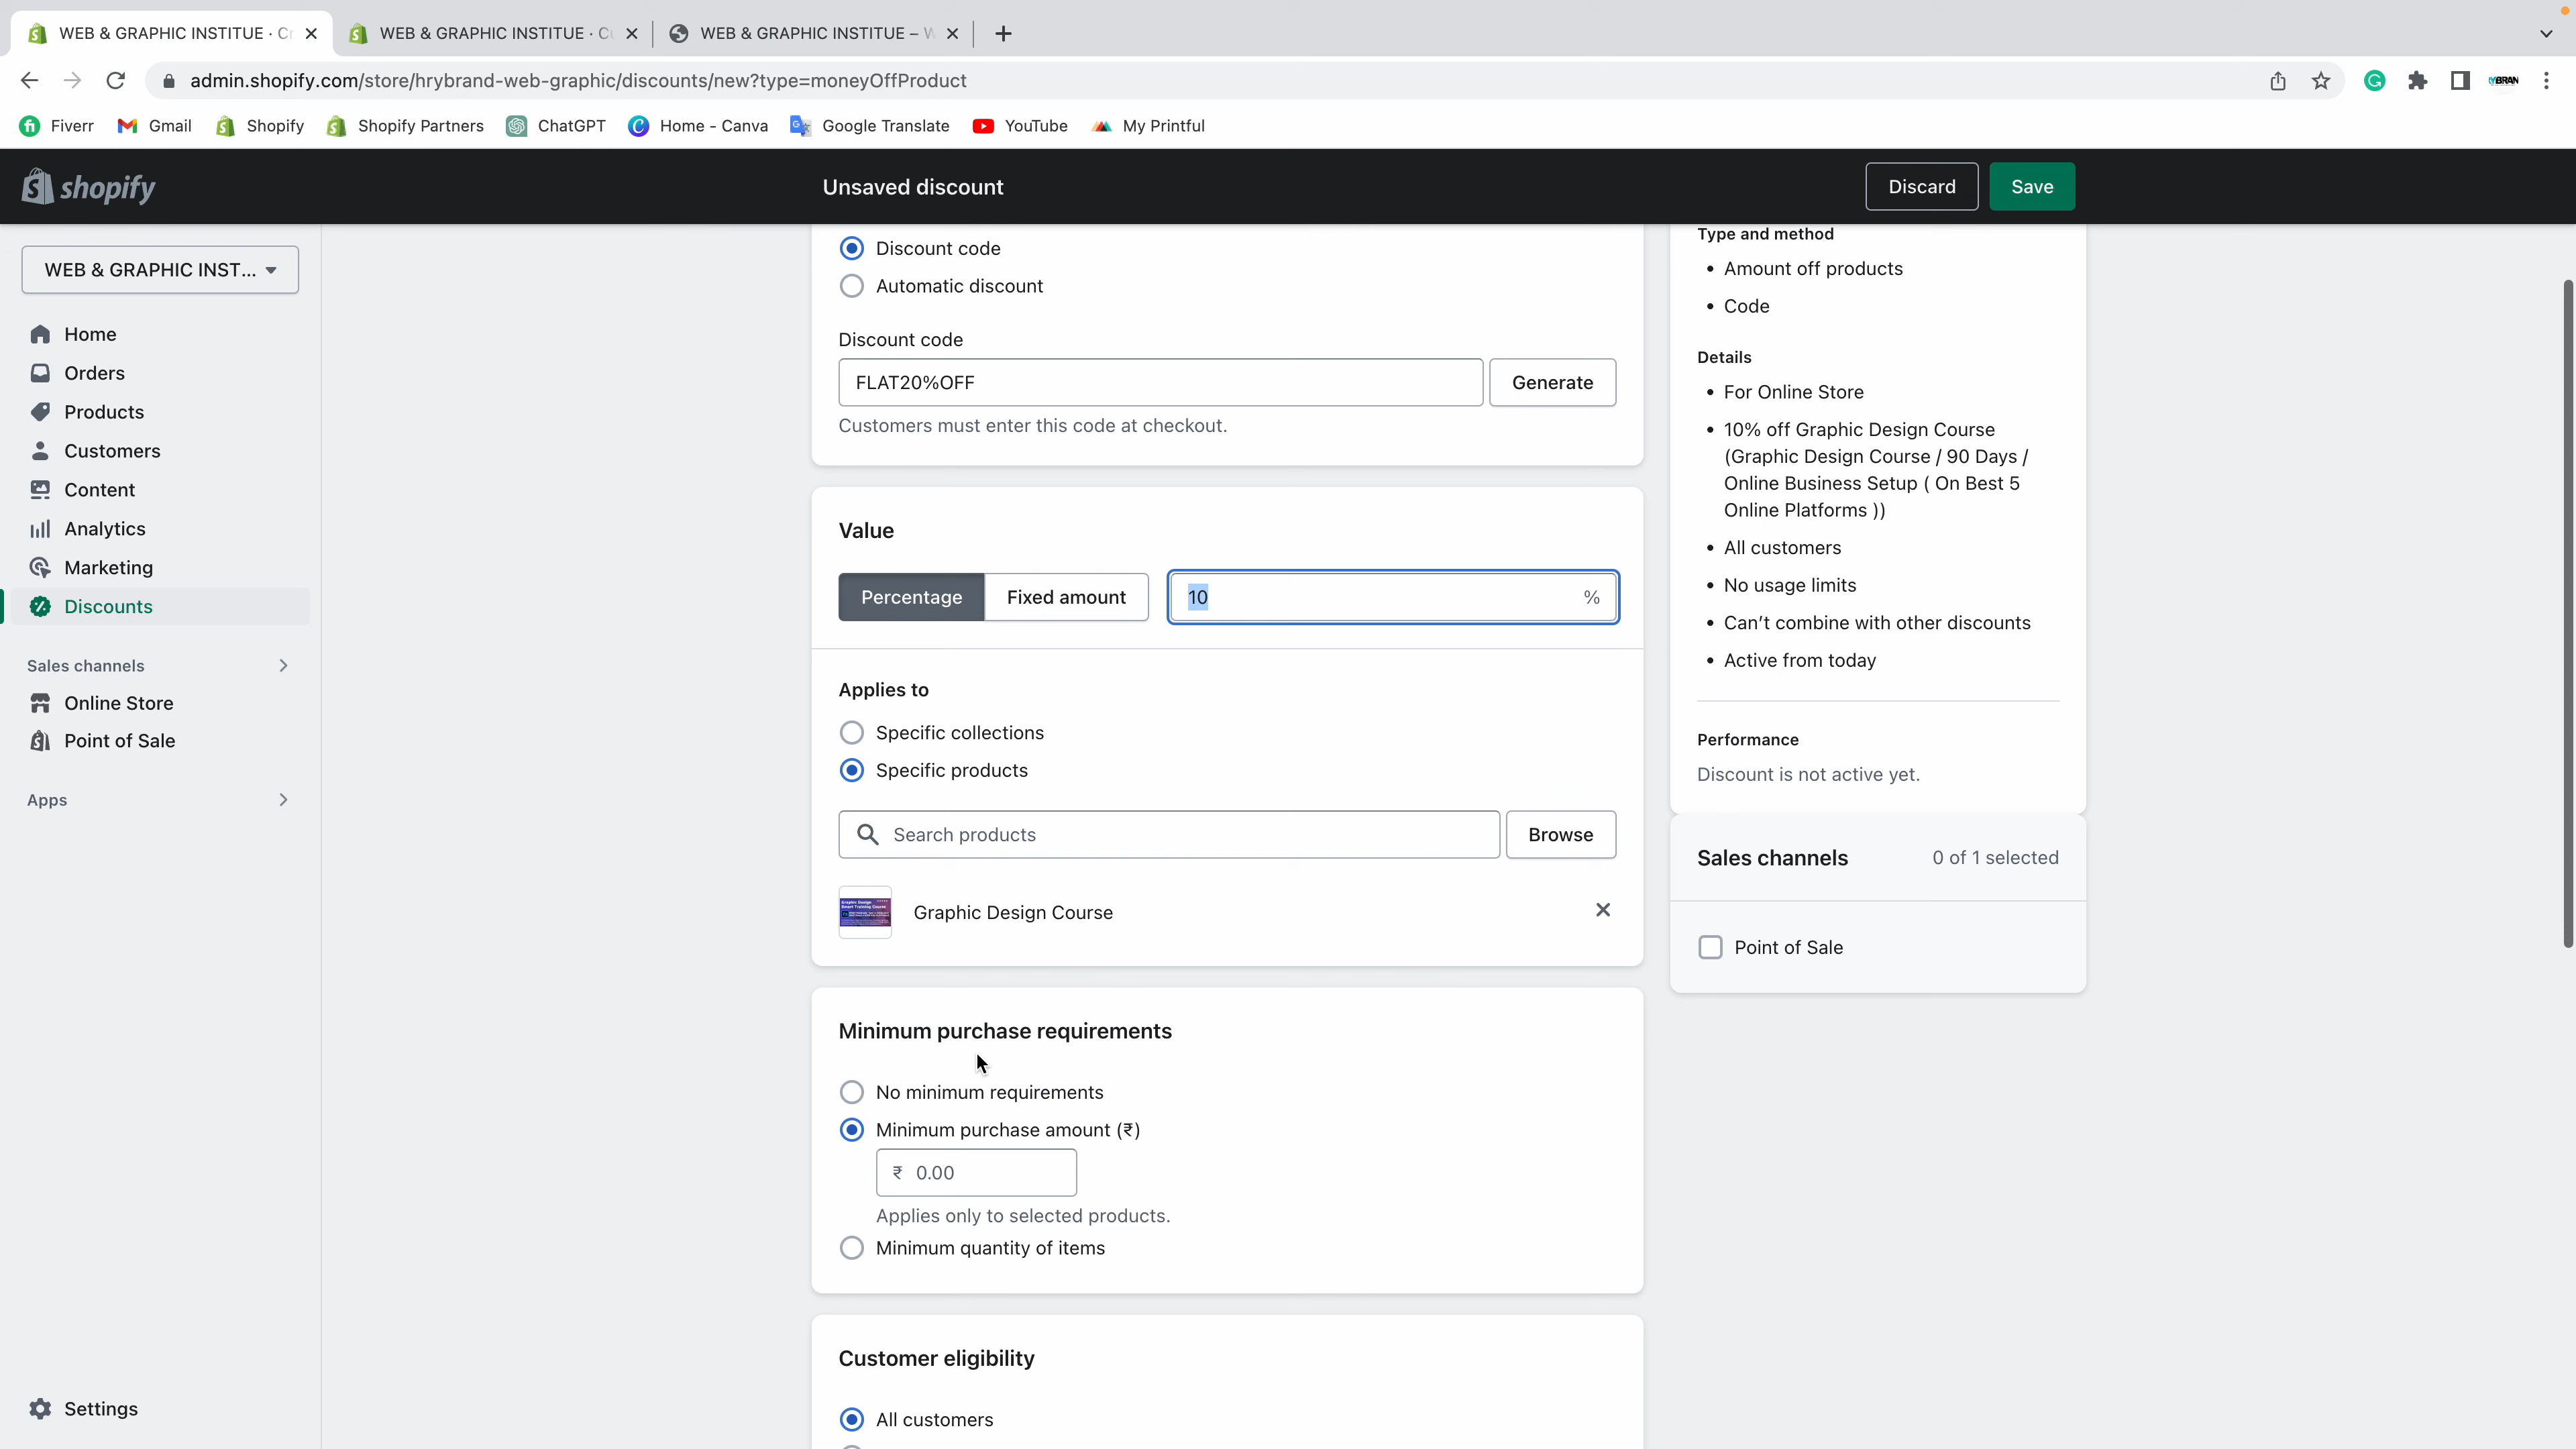 WEB & GRAPHIC INSTITUE · C
WEB & GRAPHIC INSTITUE · C
WEB & GRAPHIC INSTITUE –
admin.shopify.com/store/hrybrand-web-graphic/discounts/new?type=moneyOffProduct
Fiverr
Gmail
Shopify
Shopify Partners
ChatGPT
Home - Canva
Google Translate
YouTube
My Printful
shopify
Unsaved discount
Discard
Save
WEB & GRAPHIC INST...
Home
Orders
Products
Customers
Content
Analytics
Marketing
Discounts
Sales channels
Online Store
Point of Sale
Apps
Settings
Discount code
Automatic discount
Discount code
FLAT20%OFF
Generate
Customers must enter this code at checkout.
Value
Percentage
Fixed amount
10
%
Applies to
Specific collections
Specific products
Search products
Browse
Graphic Design Course
Minimum purchase requirements
No minimum requirements
Minimum purchase amount (₹)
₹ 0.00
Applies only to selected products.
Minimum quantity of items
Customer eligibility
All customers
Type and method
• Amount off products
• Code
Details
• For Online Store
• 10% off Graphic Design Course
(Graphic Design Course / 90 Days /
Online Business Setup ( On Best 5
Online Platforms ))
• All customers
• No usage limits
• Can't combine with other discounts
• Active from today
Performance
Discount is not active yet.
Sales channels
0 of 1 selected
Point of Sale